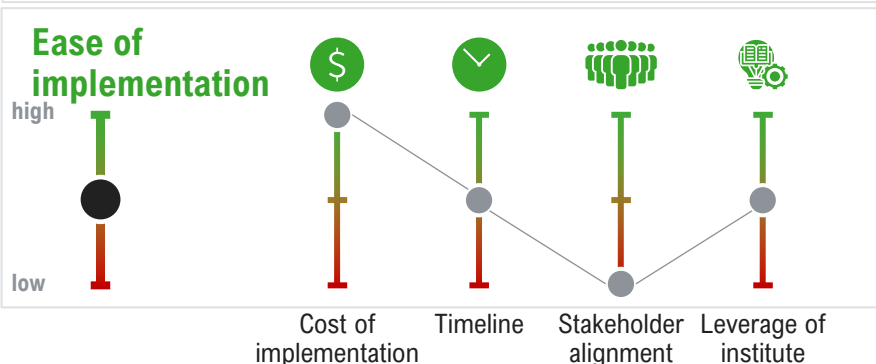 Ease of
implementation
high
low
$
Cost of
implementation
Timeline
Stakeholder
alignment
Leverage of
institute